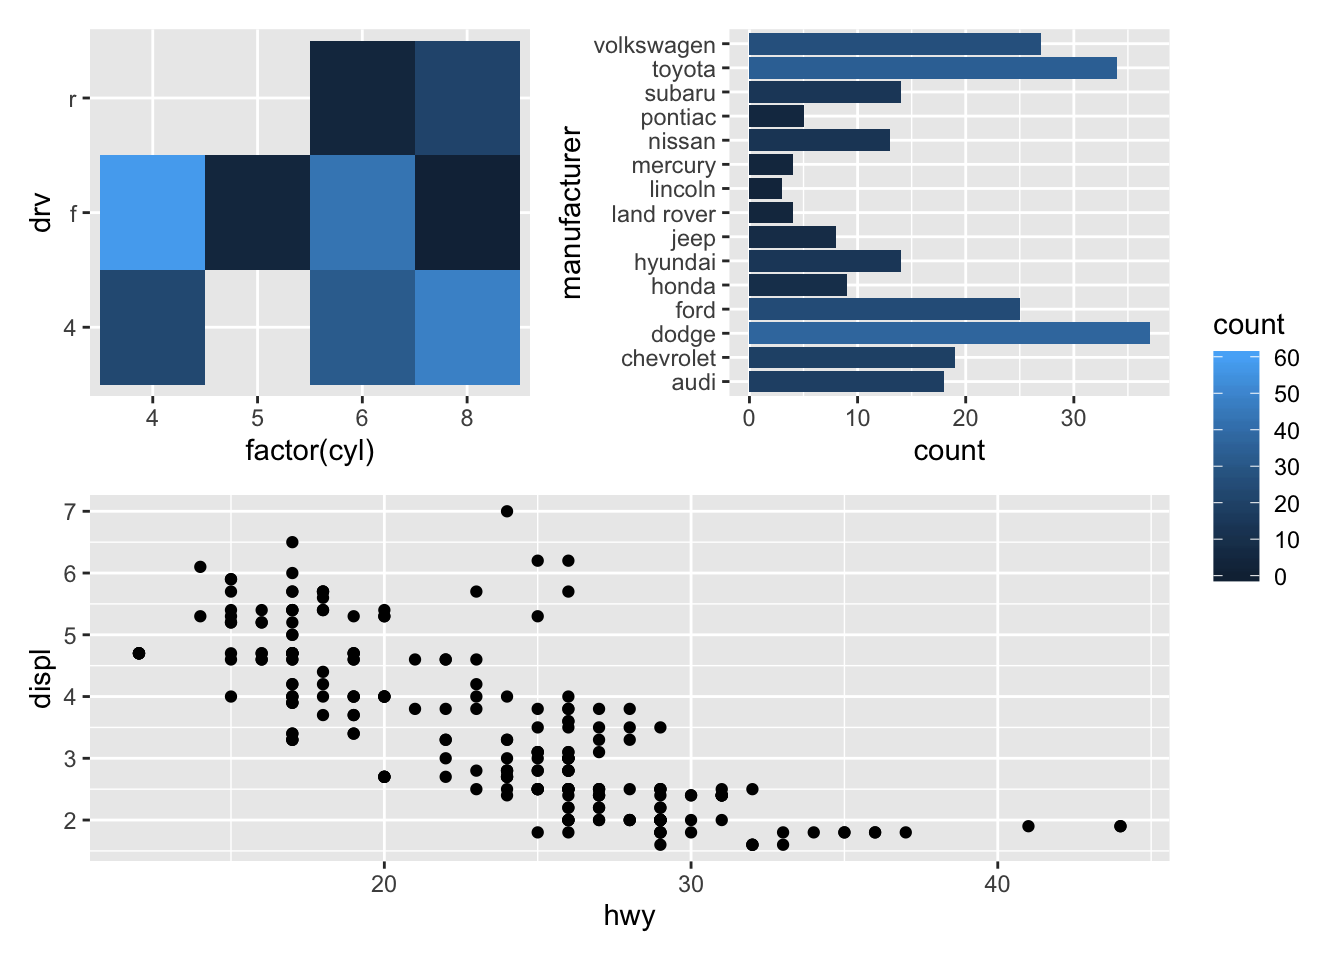 drv
r
f
4
4 5 6 8
factor(cyl)
manufacturer
volkswagen
toyota
subaru
pontiac
nissan
mercury
lincoln
land rover
jeep
hyundai
honda
ford
dodge
chevrolet
audi
0 10 20 30
count
count
60
50
40
30
20
10
0
displ
7
6
5
4
3
2
20 30 40
hwy